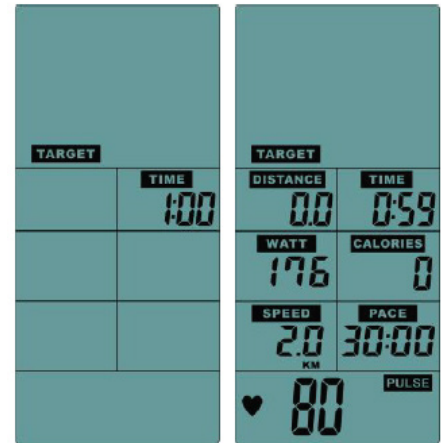 TARGET
TIME
1:00
TARGET
DISTANCE TIME
0.0 0:59
WATT CALORIES
176 0
SPEED PACE
2.0 30:00
KM
PULSE
80